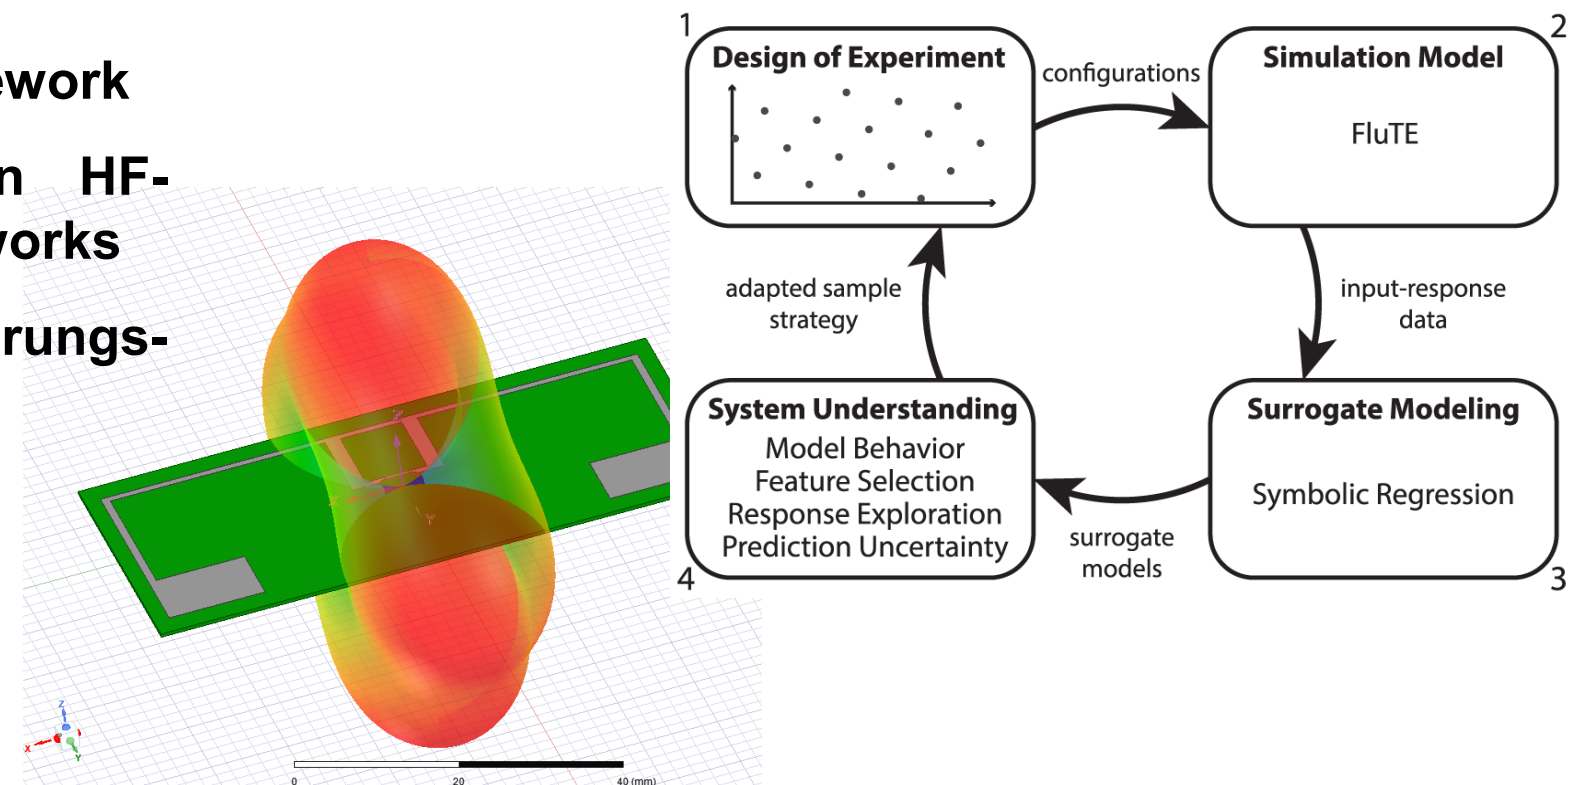 ework
n HF-
works
rungs-
1
Design of Experiment
configurations
2
Simulation Model
FluTE
adapted sample
strategy
input-response
data
System Understanding
Model Behavior
Feature Selection
Response Exploration
Prediction Uncertainty
4
surrogate
models
Surrogate Modeling
Symbolic Regression
3
Z
X
Y
Z
X
Y
0
20
40 (mm)